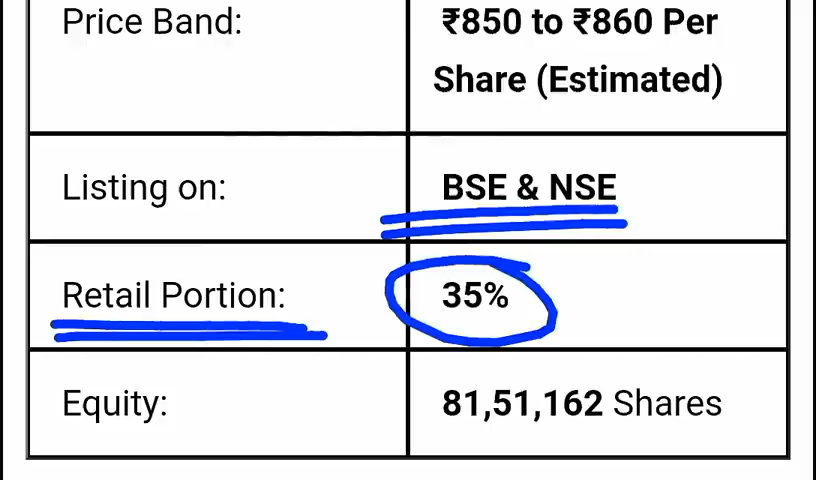 Price Band: ₹850 to ₹860 Per
Share (Estimated)
Listing on: BSE & NSE
Retail Portion: 35%
Equity: 81,51,162 Shares